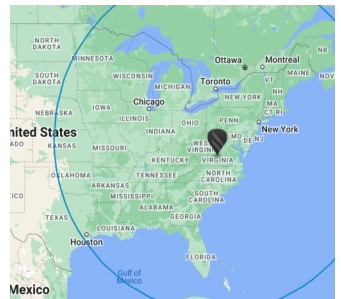 NORTH
DAKOTA
MINNESOTA
Ottawa
Montreal
NB
SOUTH
DAKOTA
WISCONSIN
MICHIGAN
Toronto
VT
MAINE
NOV
NH
NEBRASKA
IOWA
Chicago
NEW YORK
MA
CT RI
ILLINOIS
INDIANA
OHIO
PENN
New York
nited States
MD
DE
NJ
ADO
KANSAS
MISSOURI
WEST
VIRGINIA
KENTUCKY
VIRGINIA
OKLAHOMA
TENNESSEE
NORTH
CAROLINA
ARKANSAS
ICO
MISSISSIPPI
SOUTH
CAROLINA
ALABAMA
TEXAS
GEORGIA
LOUISIANA
Houston
FLORIDA
Gulf of
Mexico
Mexico